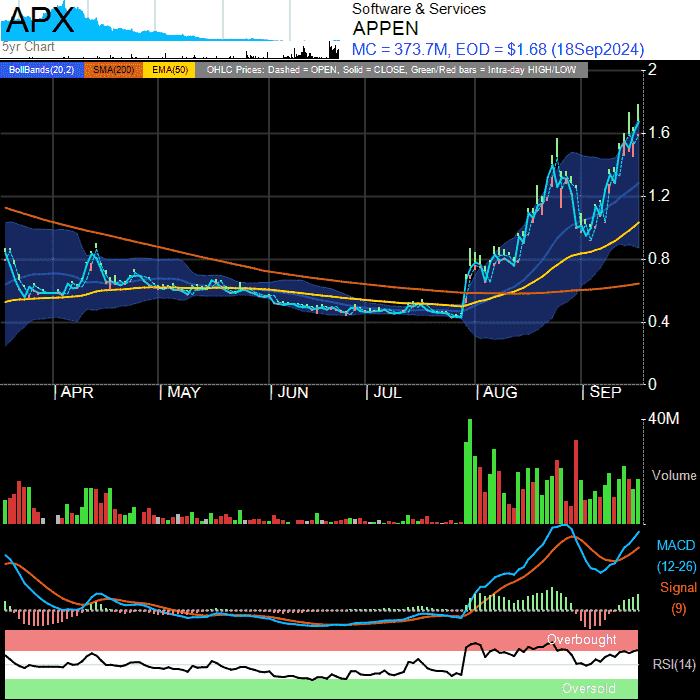 APX
5yr Chart
Software & Services
APPEN
MC = 373.7M, EOD = $1.68 (18Sep2024)
BollBands(20,2) SMA(200) EMA(50) OHLC Prices: Dashed = OPEN, Solid = CLOSE, Green/Red bars = Intra-day HIGH/LOW
2
1.6
1.2
0.8
0.4
0
APR MAY JUN JUL AUG SEP
40M
Volume
MACD
(12-26)
Signal
(9)
Overbought
RSI(14)
Oversold